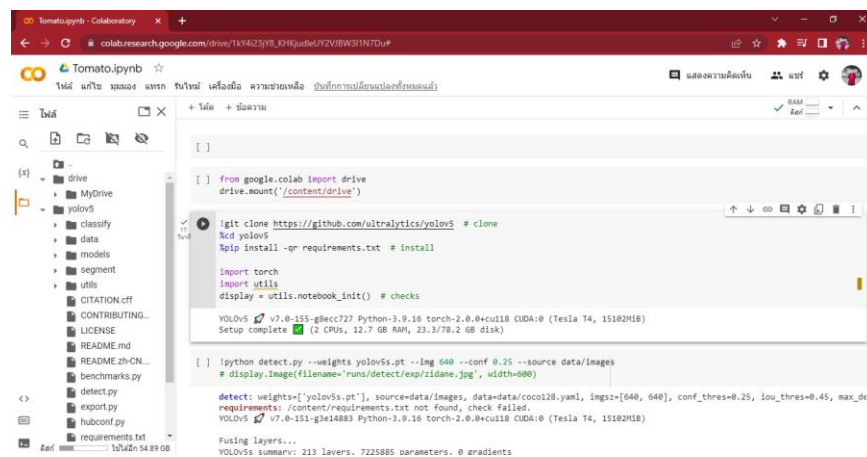 Tomato.ipynb - Colaboratory
colab.research.google.com/drive/1kY4i23jY8_KHKjudleUY2VJBW3I1N7Du#
Tomato.ipynb
ไฟล์ แก้ไข มุมมอง แทรก รันไทม์ เครื่องมือ ความช่วยเหลือ บันทึกการเปลี่ยนแปลงทั้งหมดแล้ว
แสดงความคิดเห็น แชร์
ไฟล์
+ โค้ด + ข้อความ
RAM
ดิสก์
..
drive
MyDrive
yolov5
classify
data
models
segment
utils
CITATION.cff
CONTRIBUTING...
LICENSE
README.md
README.zh-CN....
benchmarks.py
detect.py
export.py
hubconf.py
requirements.txt
ดิสก์ ใช้ได้อีก 54.89 GB
[ ]
[ ] from google.colab import drive
drive.mount('/content/drive')
17
วินาที
!git clone https://github.com/ultralytics/yolov5 # clone
%cd yolov5
%pip install -qr requirements.txt # install
import torch
import utils
display = utils.notebook_init() # checks
YOLOv5 🚀 v7.0-155-g8ecc727 Python-3.9.16 torch-2.0.0+cu118 CUDA:0 (Tesla T4, 15102MiB)
Setup complete ✅ (2 CPUs, 12.7 GB RAM, 23.3/78.2 GB disk)
[ ] !python detect.py --weights yolov5s.pt --img 640 --conf 0.25 --source data/images
# display.Image(filename='runs/detect/exp/zidane.jpg', width=600)
detect: weights=['yolov5s.pt'], source=data/images, data=data/coco128.yaml, imgsz=[640, 640], conf_thres=0.25, iou_thres=0.45, max_de
requirements: /content/requirements.txt not found, check failed.
YOLOv5 🚀 v7.0-151-g3e14883 Python-3.9.16 torch-2.0.0+cu118 CUDA:0 (Tesla T4, 15102MiB)
Fusing layers...
YOLOv5s summary: 213 layers, 7225885 parameters, 0 gradients